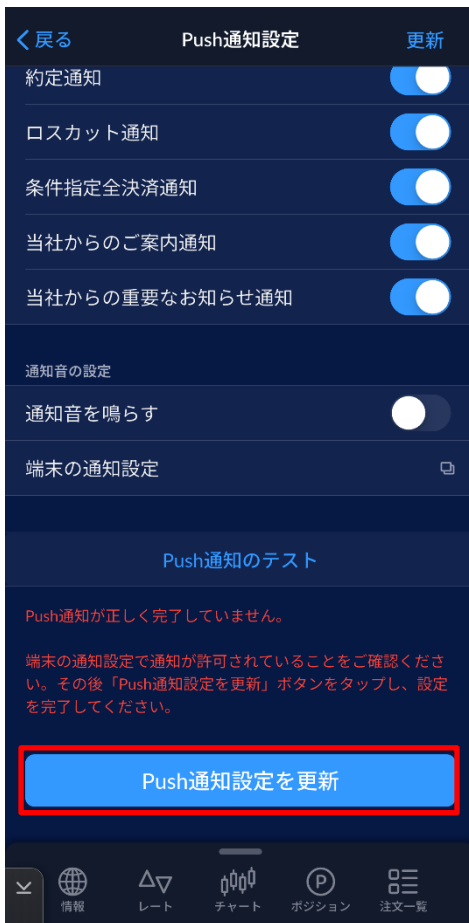 戻る
Push通知設定
更新
約定通知
ロスカット通知
条件指定全決済通知
当社からのご案内通知
当社からの重要なお知らせ通知
通知音の設定
通知音を鳴らす
端末の通知設定
Push通知のテスト
Push通知が正しく完了していません。
端末の通知設定で通知が許可されていることをご確認くださ
い。その後「Push通知設定を更新」ボタンをタップし、設定
を完了してください。
Push通知設定を更新
情報
レート
チャート
P
ポジション
注文一覧